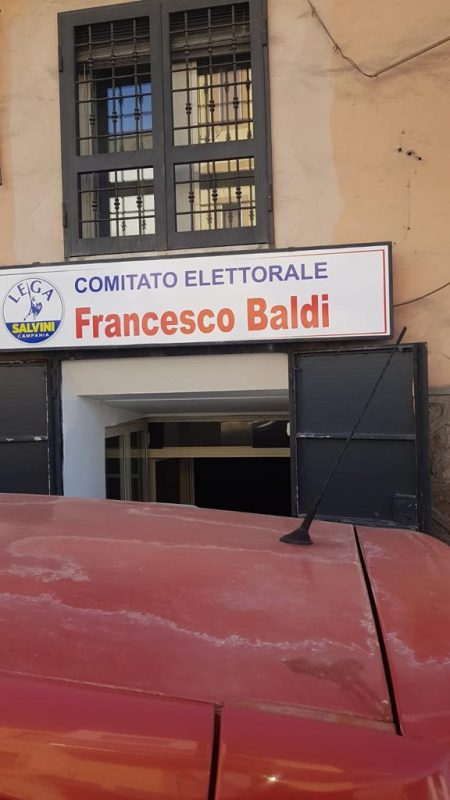 COMITATO ELETTORALE
Francesco Baldi
LEGA
SALVINI
CAMPANIA